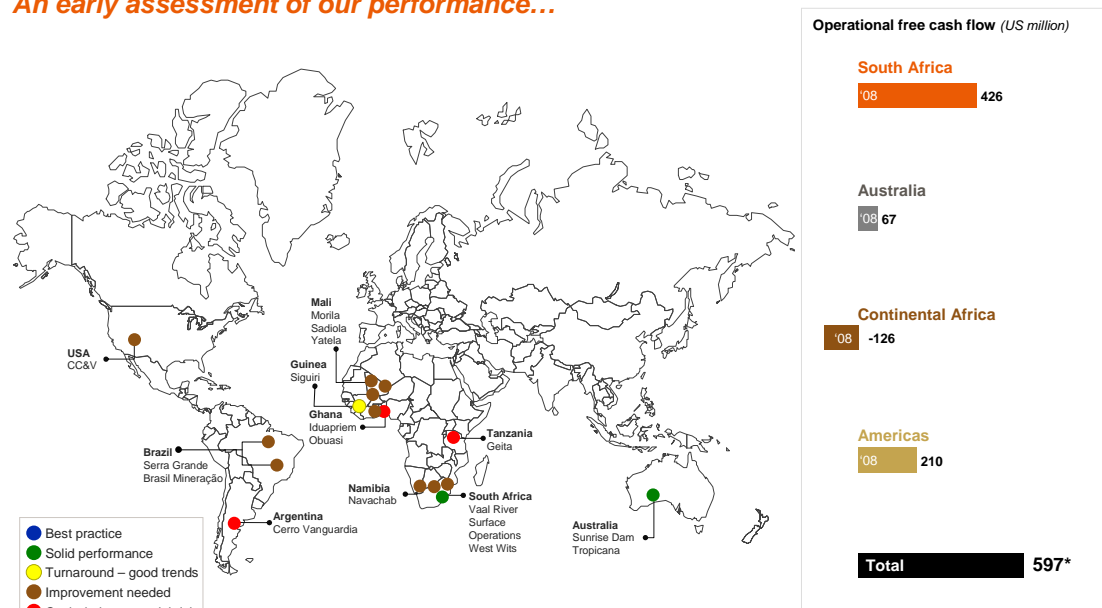 An early assessment of our performance…
Operational free cash flow (US million)
South Africa
'08
426
Australia
'08
67
Continental Africa
'08
-126
Americas
'08
210
Total
597*
USA
CC&V
Mali
Morila
Sadiola
Yatela
Guinea
Siguiri
Ghana
Iduapriem
Obuasi
Tanzania
Geita
Brazil
Serra Grande
Brasil Mineração
Namibia
Navachab
South Africa
Vaal River
Surface
Operations
West Wits
Argentina
Cerro Vanguardia
Australia
Sunrise Dam
Tropicana
Best practice
Solid performance
Turnaround – good trends
Improvement needed